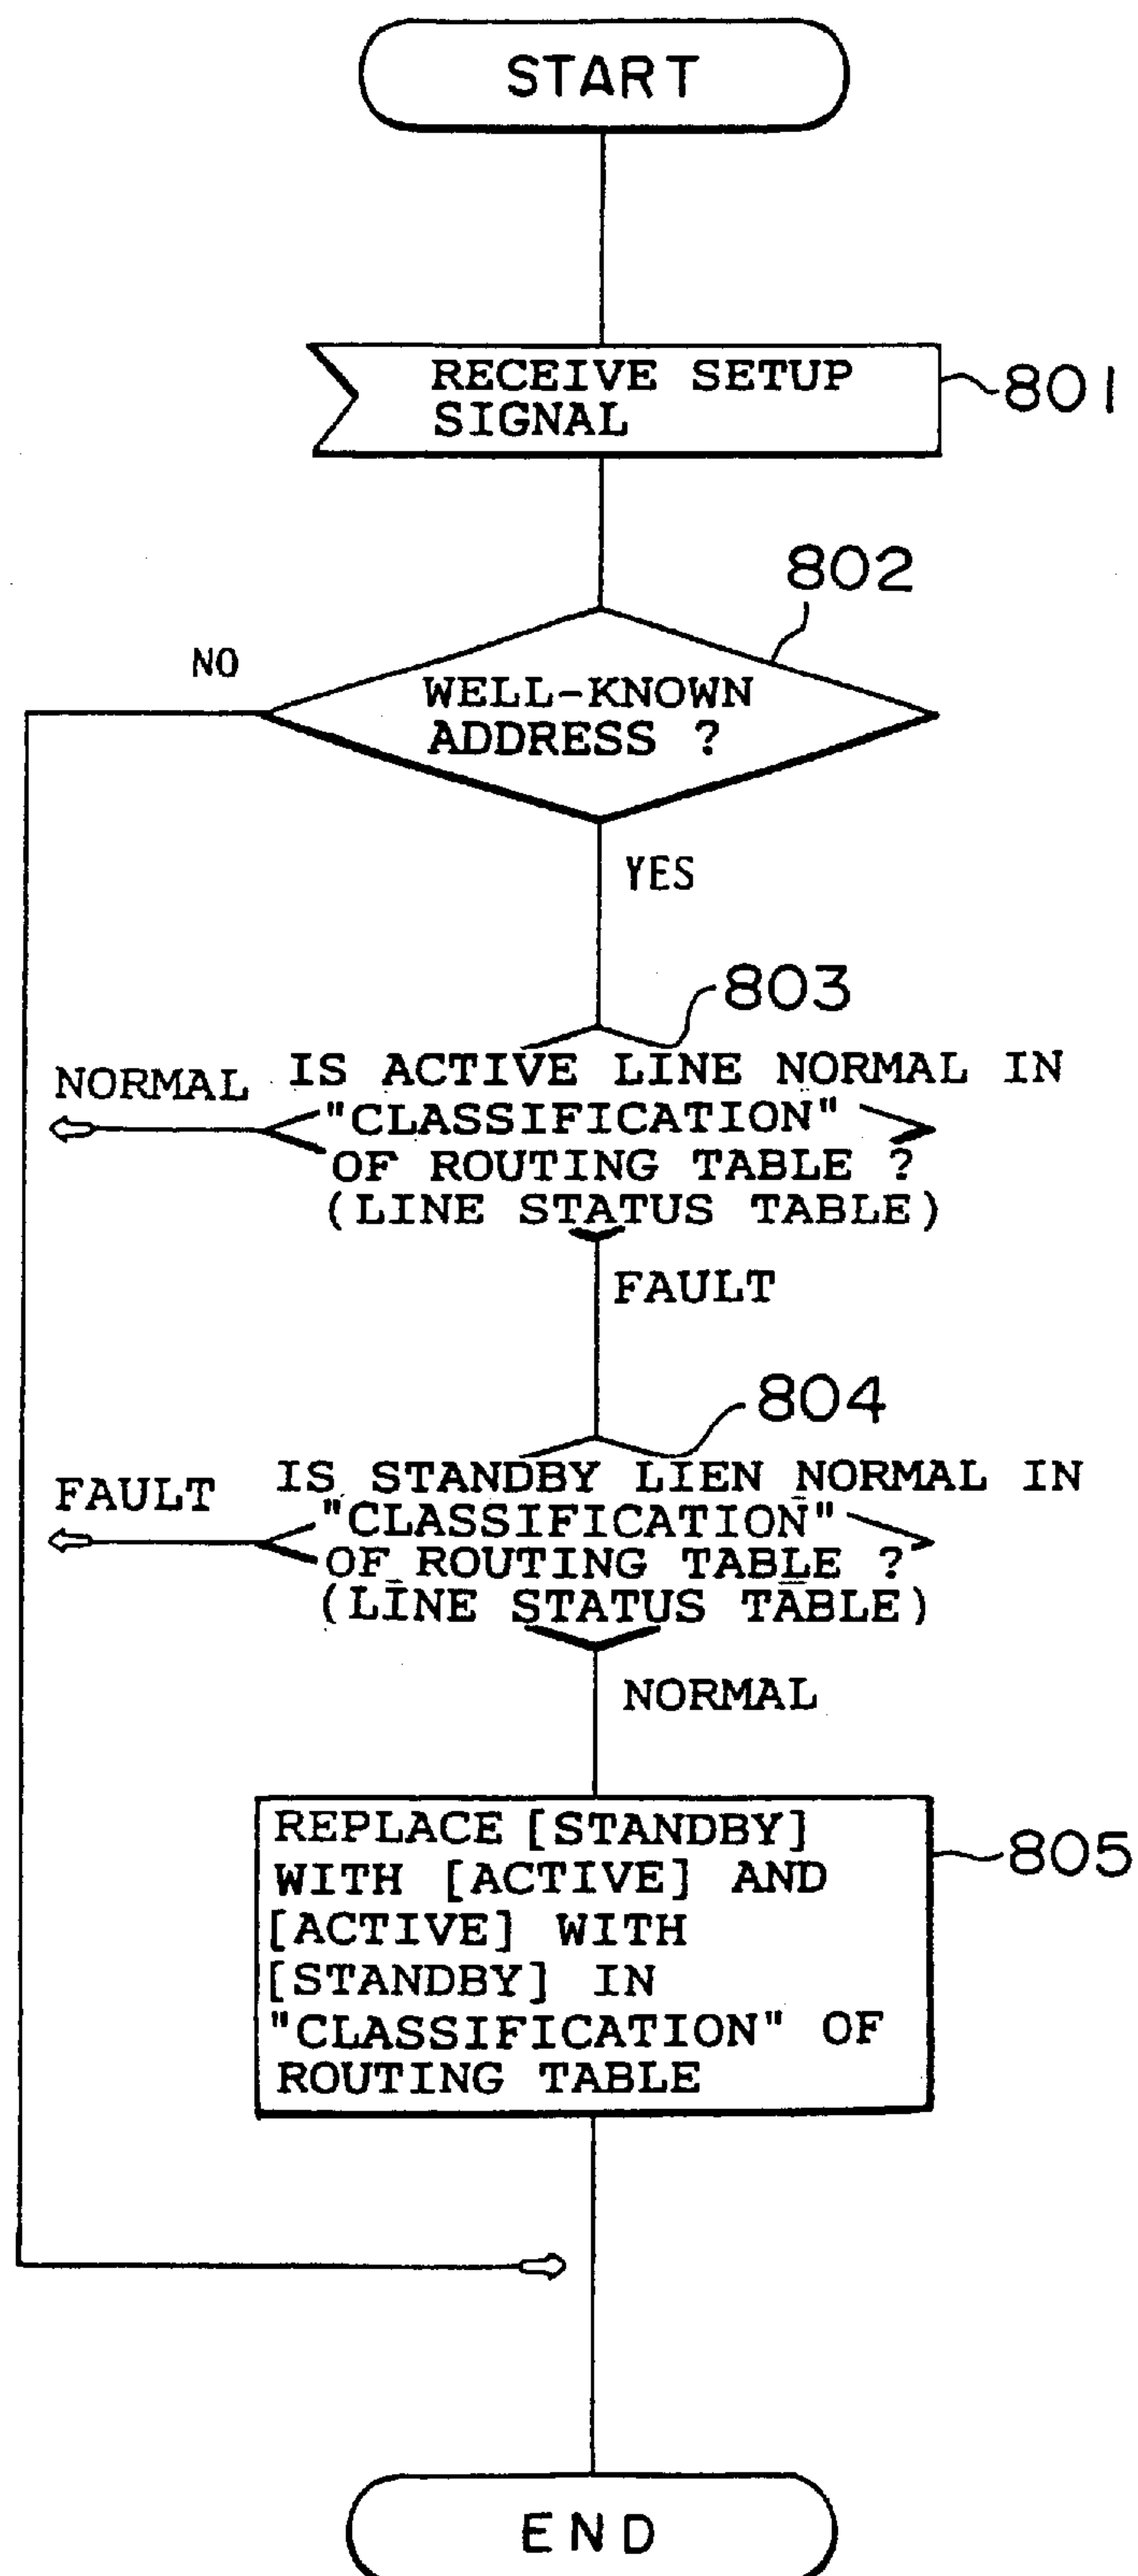 START
RECEIVE SETUP
SIGNAL
801
802
NO
WELL-KNOWN
ADDRESS ?
YES
803
NORMAL
IS ACTIVE LINE NORMAL IN
"CLASSIFICATION"
OF ROUTING TABLE ?
(LINE STATUS TABLE)
FAULT
804
FAULT
IS STANDBY LIEN NORMAL IN
"CLASSIFICATION"
OF ROUTING TABLE ?
(LINE STATUS TABLE)
NORMAL
REPLACE [STANDBY]
WITH [ACTIVE] AND
[ACTIVE] WITH
[STANDBY] IN
"CLASSIFICATION" OF
ROUTING TABLE
805
END